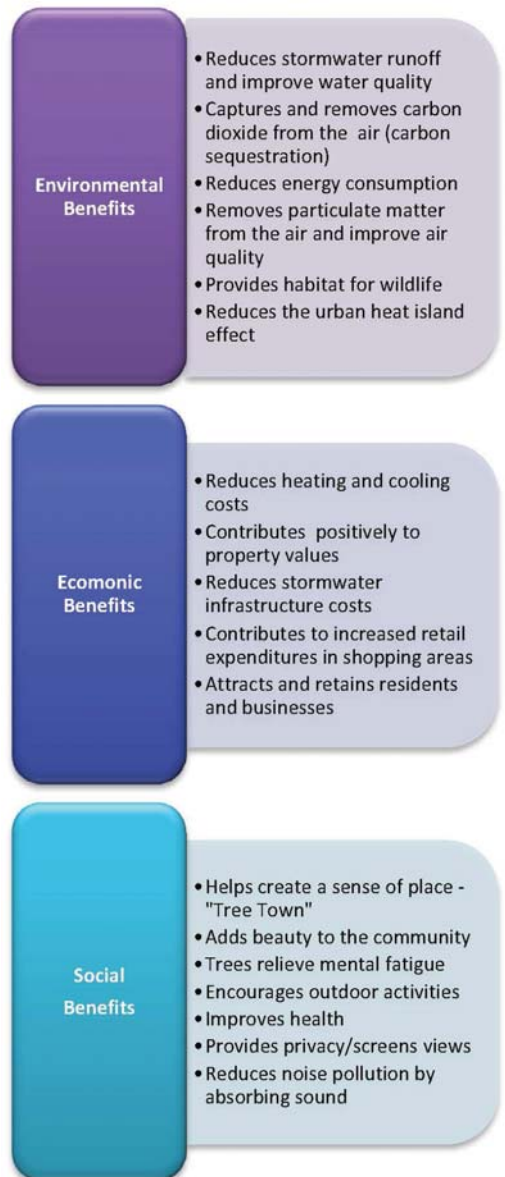 Environmental
Benefits
•Reduces stormwater runoff
and improve water quality
•Captures and removes carbon
dioxide from the air (carbon
sequestration)
•Reduces energy consumption
•Removes particulate matter
from the air and improve air
quality
•Provides habitat for wildlife
•Reduces the urban heat island
effect
Ecomonic
Benefits
•Reduces heating and cooling
costs
•Contributes positively to
property values
•Reduces stormwater
infrastructure costs
•Contributes to increased retail
expenditures in shopping areas
•Attracts and retains residents
and businesses
Social
Benefits
•Helps create a sense of place -
"Tree Town"
•Adds beauty to the community
•Trees relieve mental fatigue
•Encourages outdoor activities
•Improves health
•Provides privacy/screens views
•Reduces noise pollution by
absorbing sound